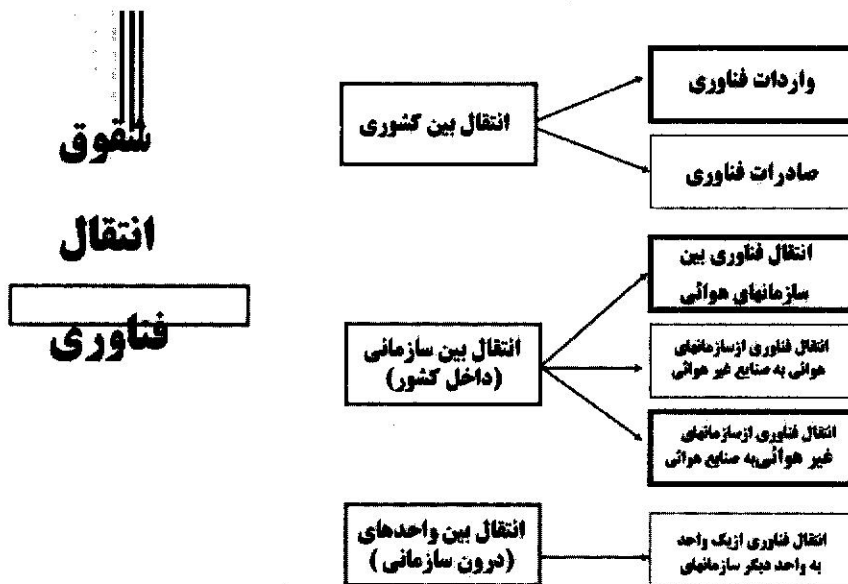 شقوق
انتقال
فناوری
انتقال بین کشوری
واردات فناوری
صادرات فناوری
انتقال بین سازمانی
(داخل کشور)
انتقال فناوری بین
سازمانهای هوائی
انتقال فناوری ازسازمانهای
هوائی به صنایع غیر هوائی
انتقال فناوری ازسازمانهای
غیر هوائی به صنایع هوائی
انتقال بین واحدهای
(درون سازمانی)
انتقال فناوری ازیک واحد
به واحد دیگر سازمانهای